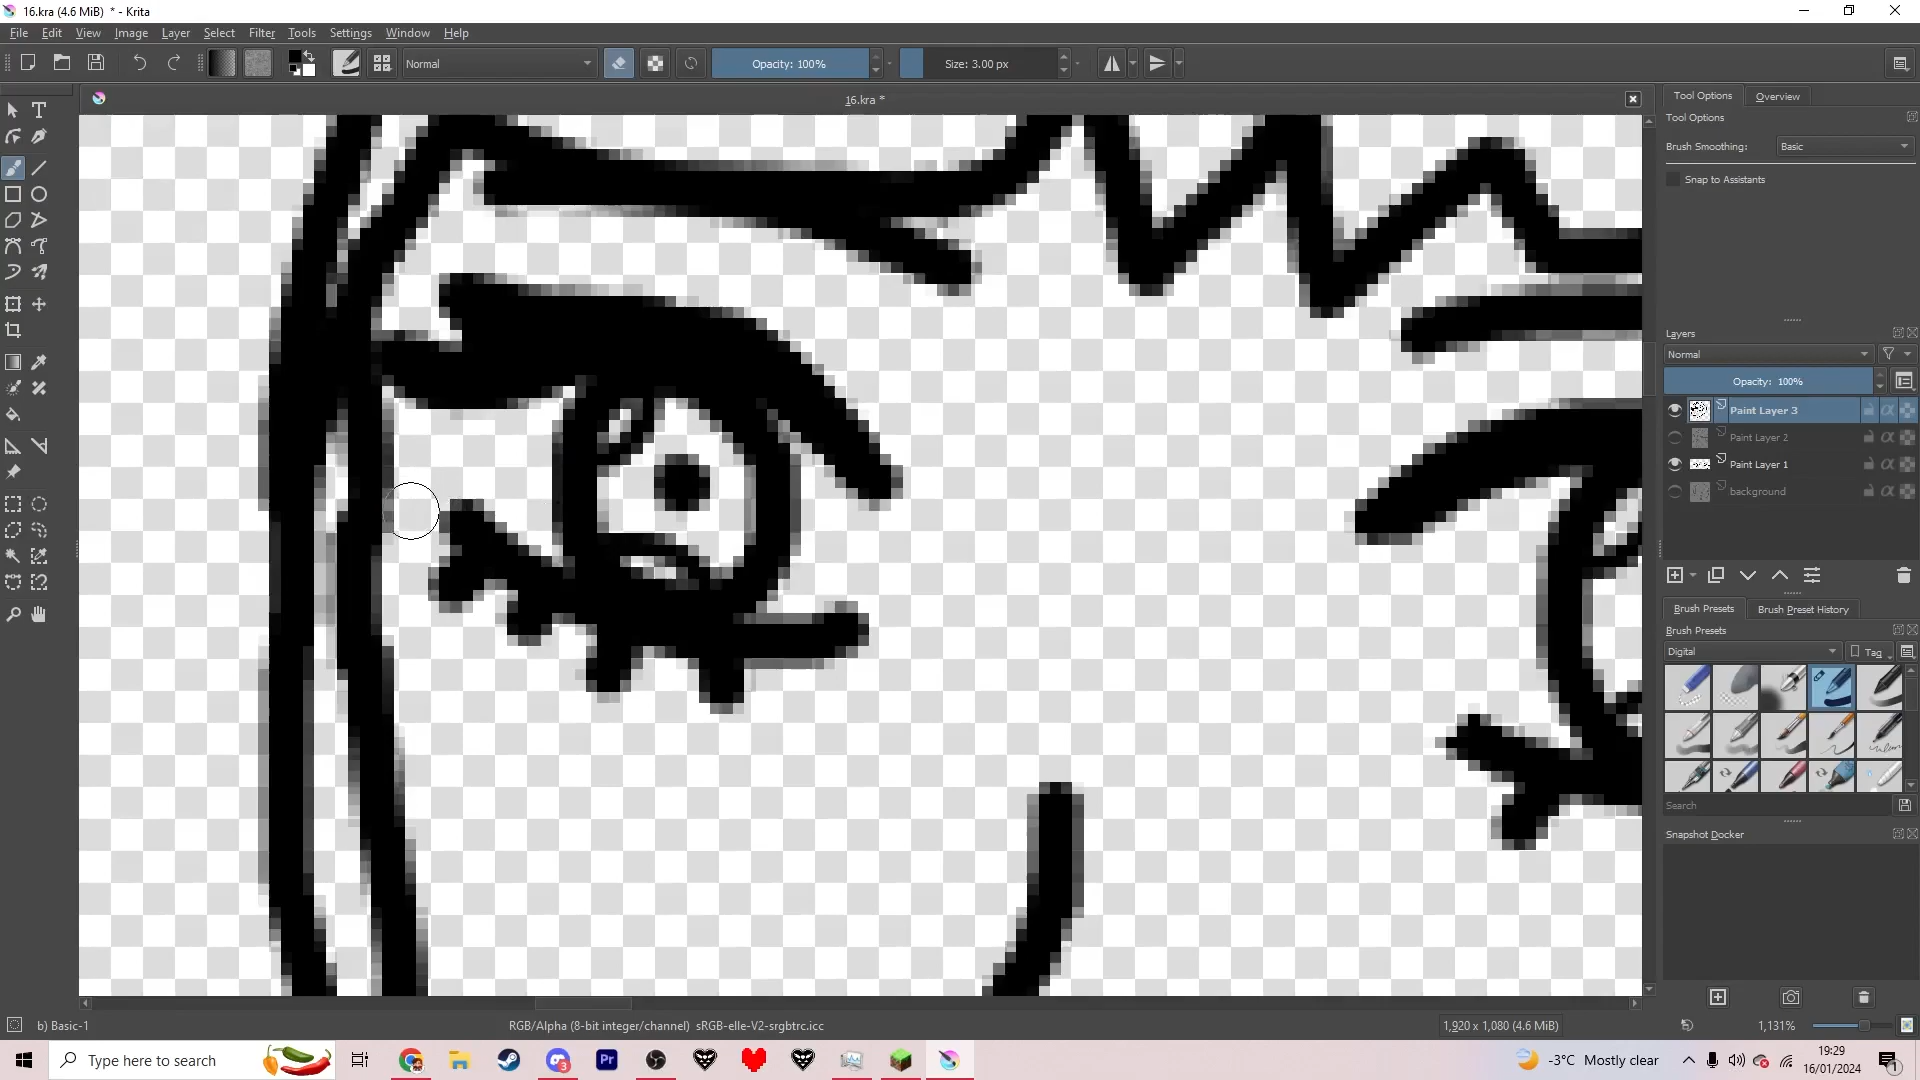 16.kra (4.6 MiB) * - Krita
File Edit View Image Layer Select Filter Tools Settings Window Help
Normal
Opacity: 100%
Size: 3.00 px
16.kra *
Tool Options Overview
Tool Options
Brush Smoothing: Basic
Snap to Assistants
Layers
Normal
Opacity: 100%
Paint Layer 3
Paint Layer 2
Paint Layer 1
background
Brush Presets Brush Preset History
Brush Presets
Digital Tag
Search
Snapshot Docker
b) Basic-1 RGB/Alpha (8-bit integer/channel) sRGB-elle-V2-srgbtrc.icc 1,920 x 1,080 (4.6 MiB) 1,131%
Type here to search
3
Pr
-3°C Mostly clear
19:29
16/01/2024
1